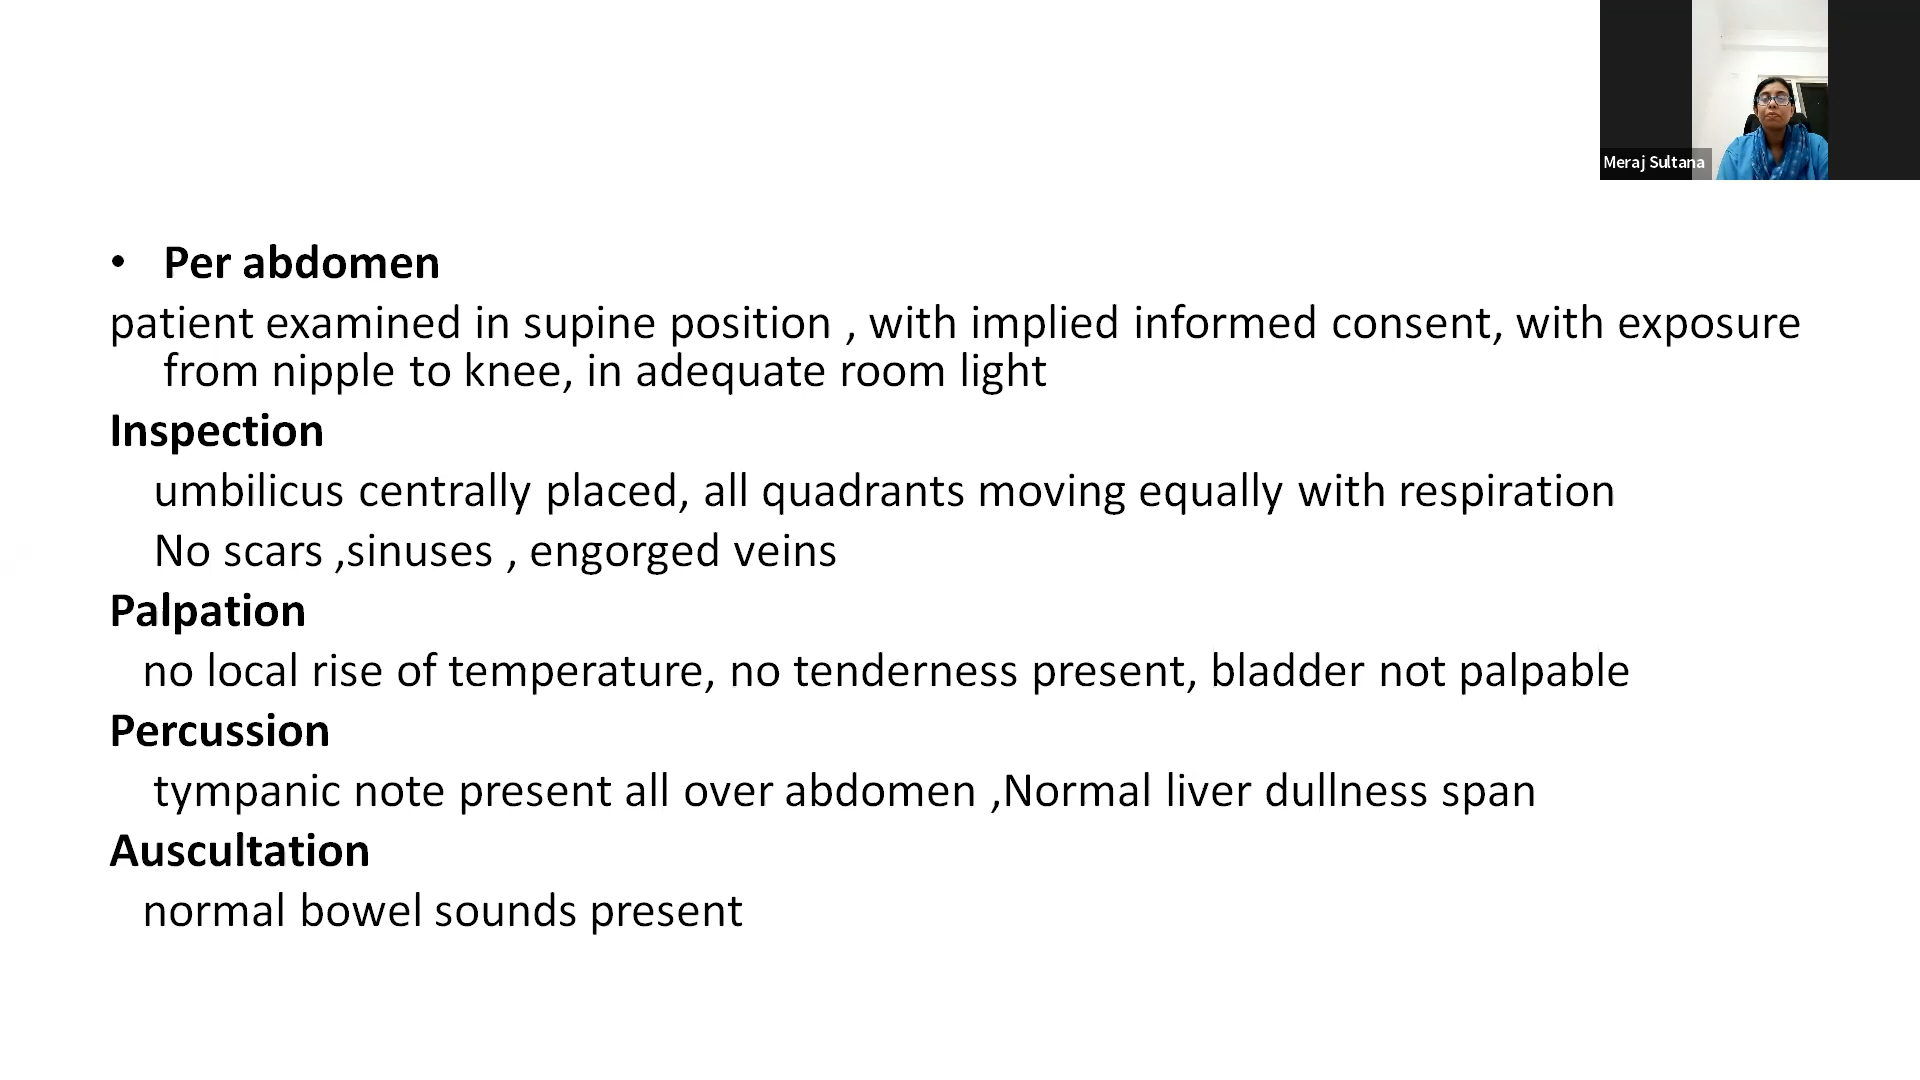 Meraj Sultana
• Per abdomen
patient examined in supine position , with implied informed consent, with exposure
from nipple to knee, in adequate room light
Inspection
umbilicus centrally placed, all quadrants moving equally with respiration
No scars ,sinuses , engorged veins
Palpation
no local rise of temperature, no tenderness present, bladder not palpable
Percussion
tympanic note present all over abdomen ,Normal liver dullness span
Auscultation
normal bowel sounds present